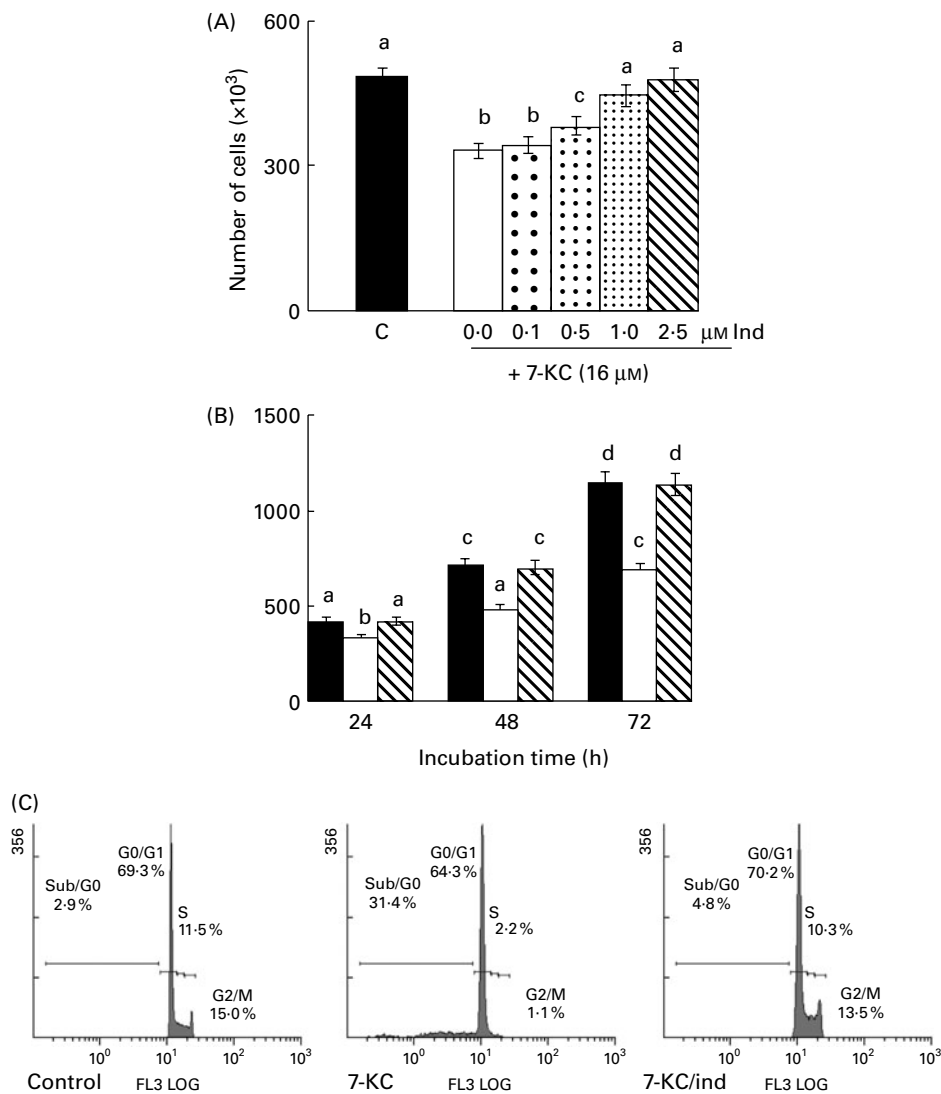 (A)
Number of cells (×10³)
600
300
0
a
b
b
c
a
a
C
0·0 0·1 0·5 1·0 2·5 μM Ind
+ 7-KC (16 μM)
(B)
1500
1000
500
0
a b a
c a c
d c d
24 48 72
Incubation time (h)
(C)
356
Sub/G0
2·9 %
G0/G1
69·3 %
S
11·5 %
G2/M
15·0 %
10⁰ 10¹ 10² 10³
Control FL3 LOG
356
Sub/G0
31·4 %
G0/G1
64·3 %
S
2·2 %
G2/M
1·1 %
10⁰ 10¹ 10² 10³
7-KC FL3 LOG
356
Sub/G0
4·8 %
G0/G1
70·2 %
S
10·3 %
G2/M
13·5 %
10⁰ 10¹ 10² 10³
7-KC/ind FL3 LOG